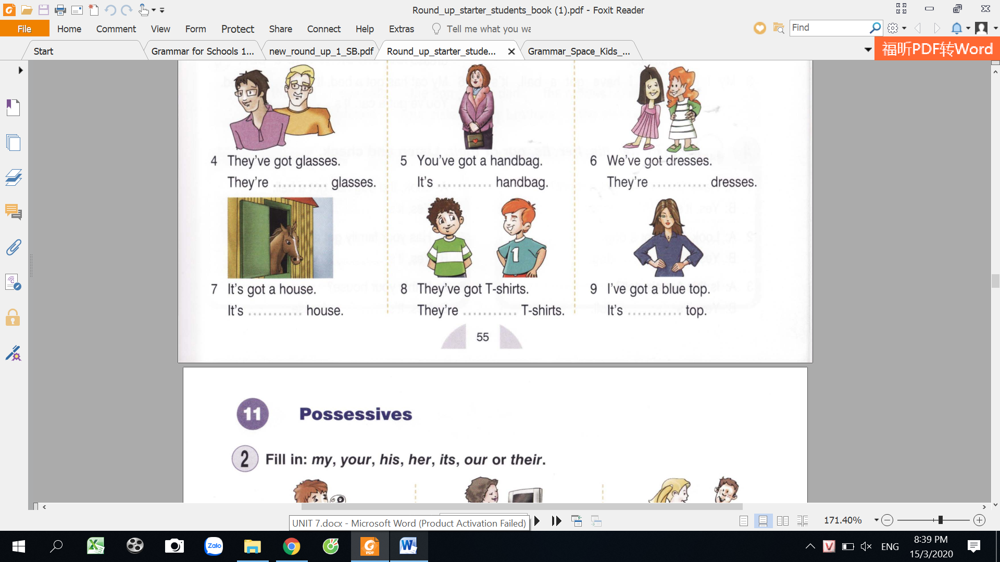 Round_up_starter_students_book (1).pdf - Foxit Reader
File Home Comment View Form Protect Share Connect Help Extras Tell me what you wa Find
Start Grammar for Schools 1... new_round_up_1_SB.pdf Round_up_starter_stude... Grammar_Space_Kids_... 福昕PDF转Word
4 They've got glasses.
They're ............ glasses.
5 You've got a handbag.
It's ............ handbag.
6 We've got dresses.
They're ............ dresses.
1
7 It's got a house.
It's ............ house.
8 They've got T-shirts.
They're ............ T-shirts.
9 I've got a blue top.
It's ............ top.
55
11 Possessives
2 Fill in: my, your, his, her, its, our or their.
UNIT 7.docx - Microsoft Word (Product Activation Failed)
171.40%
Zalo
PDF
ENG
8:39 PM
15/3/2020